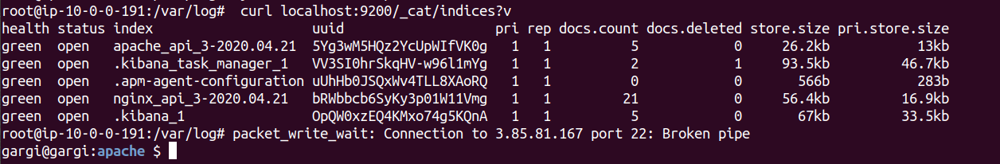 root@ip-10-0-0-191:/var/log#  curl localhost:9200/_cat/indices?v
health status index                    uuid                   pri rep docs.count docs.deleted store.size pri.store.size
green  open   apache_api_3-2020.04.21  5Yg3wM5HQz2YcUpWIfVK0g   1   1          5            0     26.2kb           13kb
green  open   .kibana_task_manager_1   VV3SI0hrSkqHV-w96l1mYg   1   1          2            1     93.5kb         46.7kb
green  open   .apm-agent-configuration uUhHb0JSQxWv4TLL8XAoRQ   1   1          0            0       566b           283b
green  open   nginx_api_3-2020.04.21   bRWbbcb6SyKy3p01W11Vmg   1   1         21            0     56.4kb         16.9kb
green  open   .kibana_1                OpQW0xzEQ4KMxo74g5KQnA   1   1          5            0       67kb         33.5kb
root@ip-10-0-0-191:/var/log# packet_write_wait: Connection to 3.85.81.167 port 22: Broken pipe
gargi@gargi:apache $